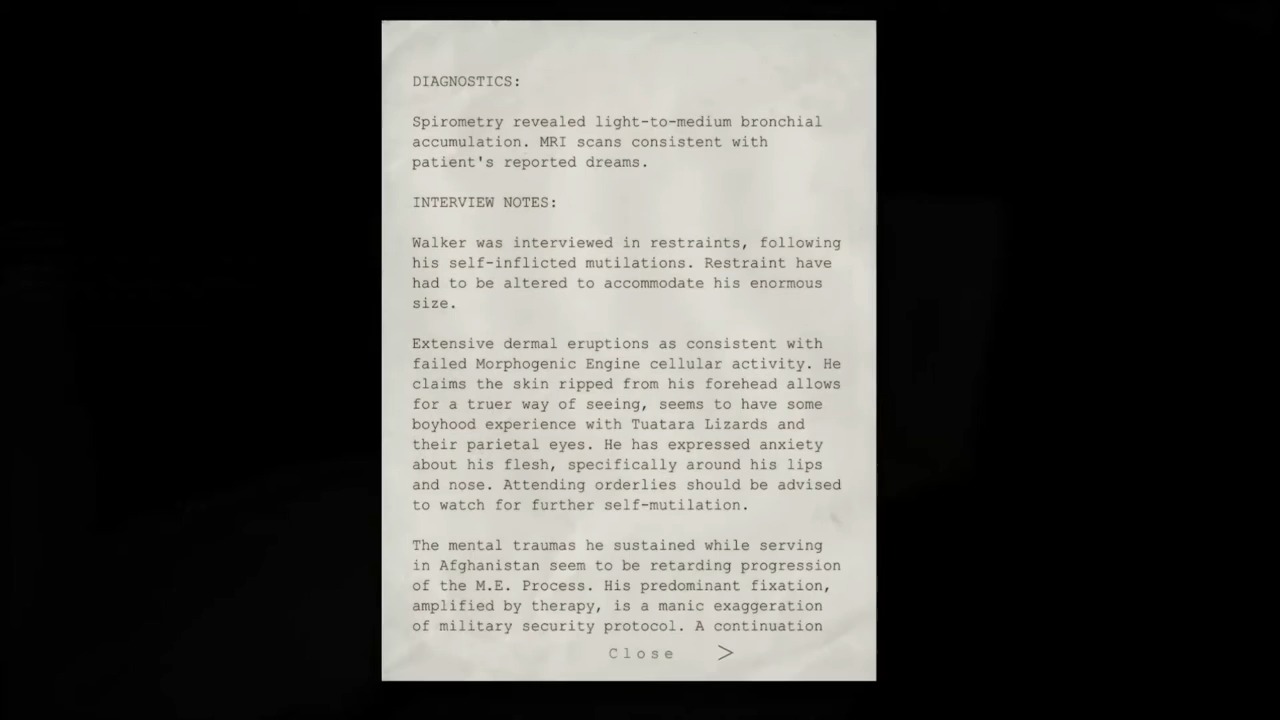 DIAGNOSTICS:
Spirometry revealed light-to-medium bronchial
accumulation. MRI scans consistent with
patient's reported dreams.
INTERVIEW NOTES:
Walker was interviewed in restraints, following
his self-inflicted mutilations. Restraint have
had to be altered to accommodate his enormous
size.
Extensive dermal eruptions as consistent with
failed Morphogenic Engine cellular activity. He
claims the skin ripped from his forehead allows
for a truer way of seeing, seems to have some
boyhood experience with Tuatara Lizards and
their parietal eyes. He has expressed anxiety
about his flesh, specifically around his lips
and nose. Attending orderlies should be advised
to watch for further self-mutilation.
The mental traumas he sustained while serving
in Afghanistan seem to be retarding progression
of the M.E. Process. His predominant fixation,
amplified by therapy, is a manic exaggeration
of military security protocol. A continuation
Close >